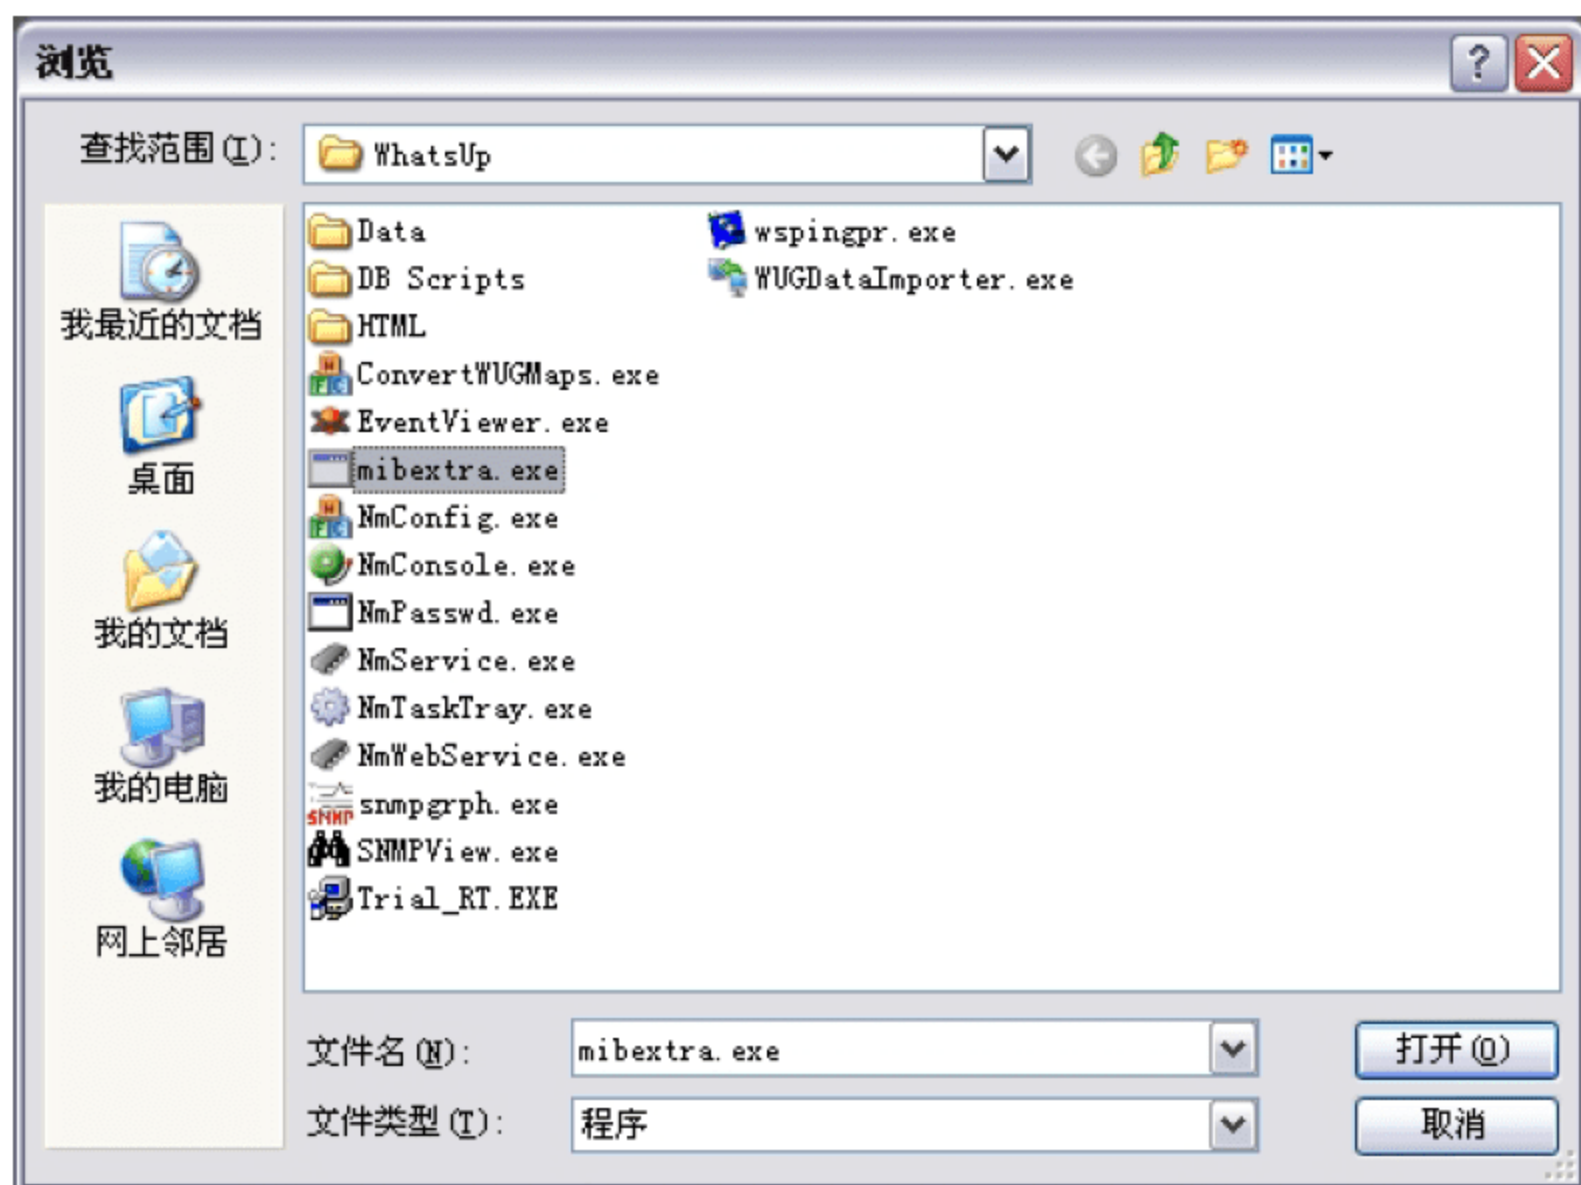 浏览
查找范围(I):
WhatsUp
我最近的文档
桌面
我的文档
我的电脑
网上邻居
Data
DB Scripts
HTML
ConvertWUGMaps.exe
EventViewer.exe
mibextra.exe
NmConfig.exe
NmConsole.exe
NmPasswd.exe
NmService.exe
NmTaskTray.exe
NmWebService.exe
SNMP
snmpgrph.exe
SNMPView.exe
Trial_RT.EXE
wspingpr.exe
WUGDataImporter.exe
文件名(N):
mibextra.exe
打开(O)
文件类型(T):
程序
取消